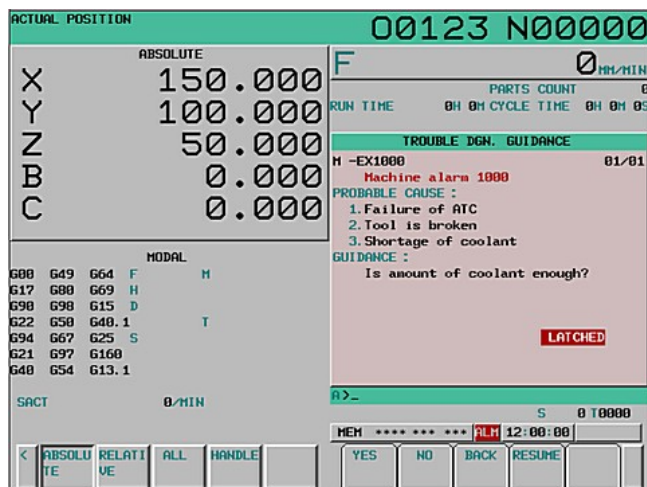 ACTUAL POSITION
O0123 N00000
ABSOLUTE
X 150.000
Y 100.000
Z 50.000
B 0.000
C 0.000
MODAL
G00 G49 G64 F M
G17 G80 G69 H
G90 G98 G15 D
G22 G50 G40.1 T
G94 G67 G25 S
G21 G97 G160
G40 G54 G13.1
SACT 0/MIN
F 0 MM/MIN
PARTS COUNT 0
RUN TIME 0H 0M CYCLE TIME 0H 0M 0S
TROUBLE DGN. GUIDANCE
M -EX1000 01/01
Machine alarm 1000
PROBABLE CAUSE :
1.Failure of ATC
2.Tool is broken
3.Shortage of coolant
GUIDANCE :
Is amount of coolant enough?
LATCHED
A>_
S 0 T0000
MEM **** *** *** ALM 12:00:00
< ABSOLU RELATI ALL HANDLE YES NO BACK RESUME
TE VE